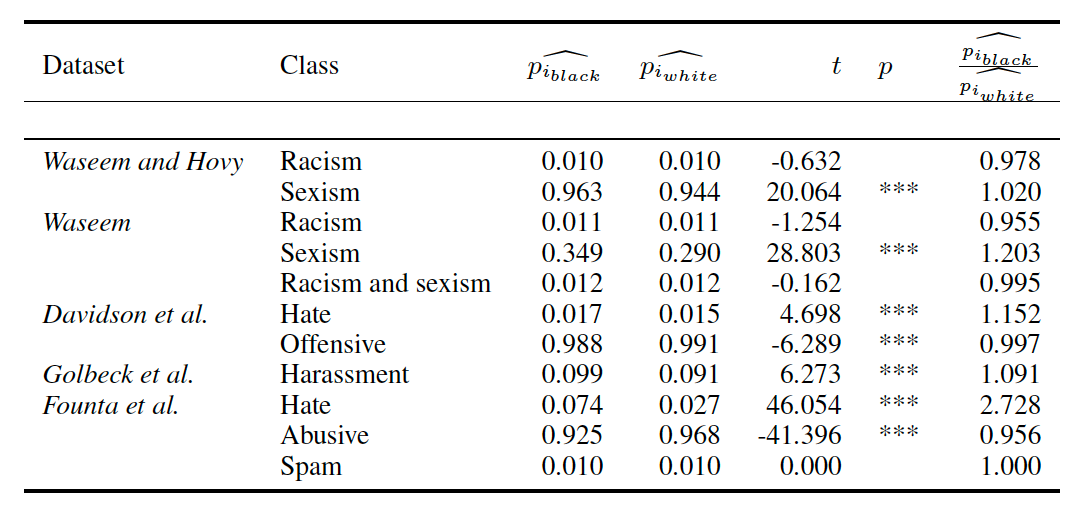 Dataset Class p_{i_{black}} p_{i_{white}} t p p_{i_{black}} / p_{i_{white}}
Waseem and Hovy Racism 0.010 0.010 -0.632 0.978
Sexism 0.963 0.944 20.064 *** 1.020
Waseem Racism 0.011 0.011 -1.254 0.955
Sexism 0.349 0.290 28.803 *** 1.203
Racism and sexism 0.012 0.012 -0.162 0.995
Davidson et al. Hate 0.017 0.015 4.698 *** 1.152
Offensive 0.988 0.991 -6.289 *** 0.997
Golbeck et al. Harassment 0.099 0.091 6.273 *** 1.091
Founta et al. Hate 0.074 0.027 46.054 *** 2.728
Abusive 0.925 0.968 -41.396 *** 0.956
Spam 0.010 0.010 0.000 1.000